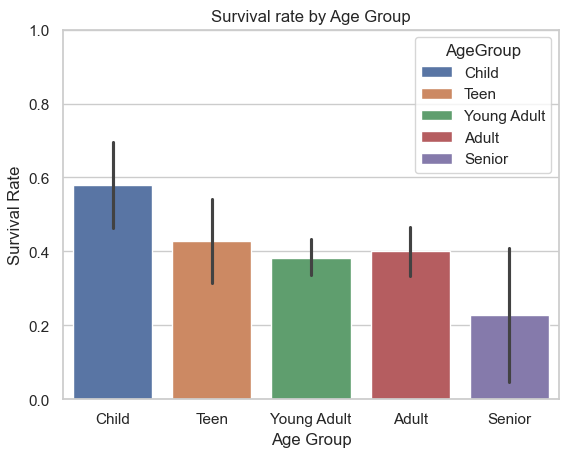 Survival rate by Age Group
1.0
0.8
0.6
0.4
0.2
0.0
Survival Rate
AgeGroup
Child
Teen
Young Adult
Adult
Senior
Child Teen Young Adult Adult Senior
Age Group